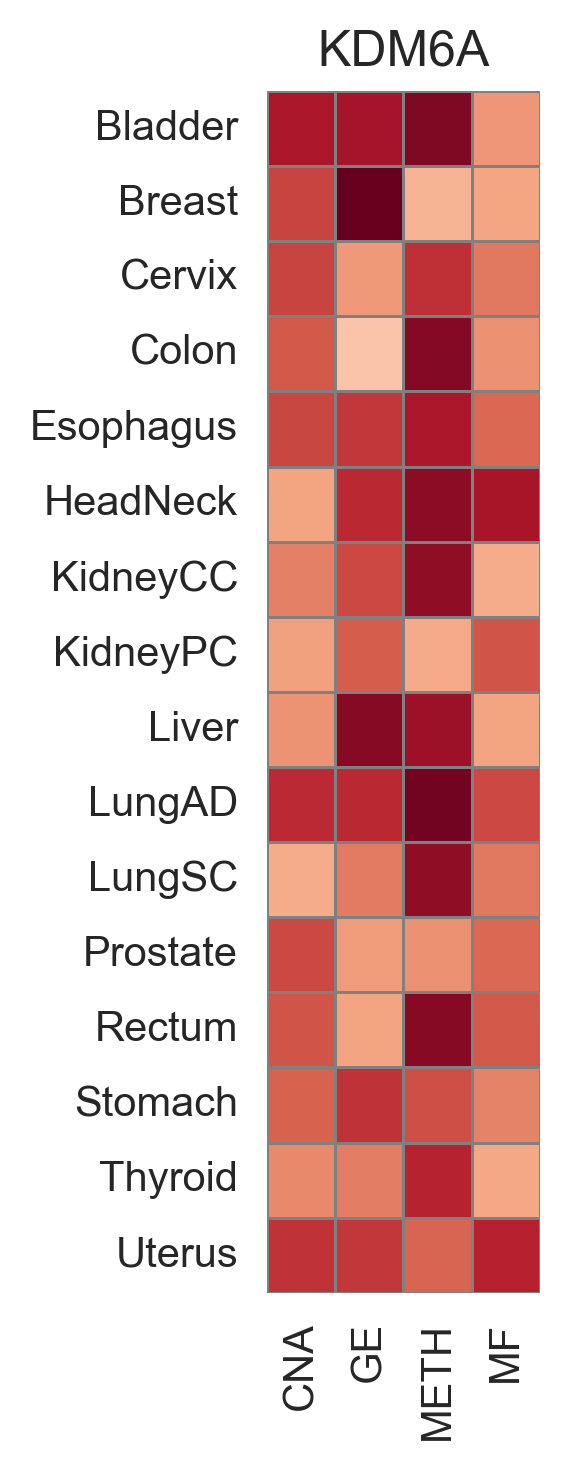 KDM6A
Bladder
Breast
Cervix
Colon
Esophagus
HeadNeck
KidneyCC
KidneyPC
Liver
LungAD
LungSC
Prostate
Rectum
Stomach
Thyroid
Uterus
CNA
GE
METH
MF